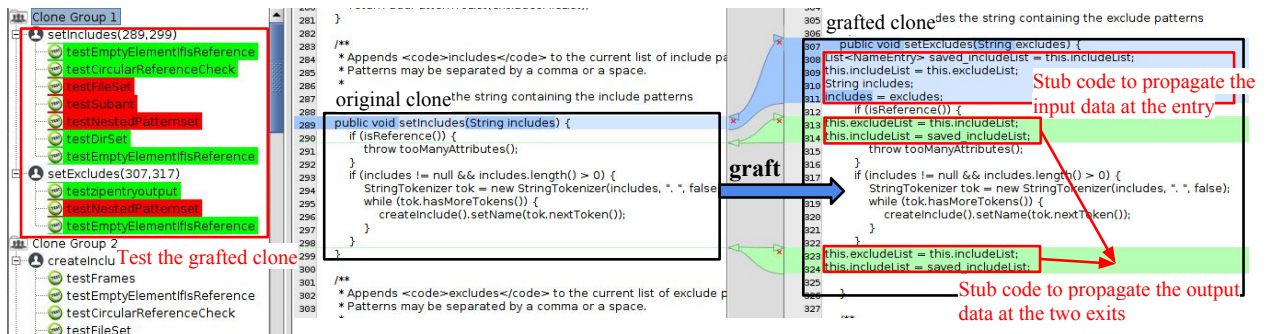 Clone Group 1
setIncludes(289,299)
testEmptyElementIfIsReference
testCircularReferenceCheck
testFileSet
testSubant
testNestedPatternset
testDirSet
testEmptyElementIfIsReference
setExcludes(307,317)
testzipentryoutput
testNestedPatternset
testEmptyElementIfIsReference
Clone Group 2
createInclu
Test the grafted clone
testFrames
testEmptyElementIfIsReference
testCircularReferenceCheck
testFileSet
281 }
282
283 /**
284 * Appends <code>includes</code> to the current list of include pa
285 * Patterns may be separated by a comma or a space.
286 *
287 the string containing the include patterns
original clone
288
289 public void setIncludes(String includes) {
290 if (isReference()) {
291 throw tooManyAttributes();
292 }
293 if (includes != null && includes.length() > 0) {
294 StringTokenizer tok = new StringTokenizer(includes, ", ", false)
295 while (tok.hasMoreTokens()) {
296 createInclude().setName(tok.nextToken());
297 }
298 }
299 }
300
301 /**
302 * Appends <code>excludes</code> to the current list of exclude p
303 * Patterns may be separated by a comma or a space.
graft
grafted clone
305 des the string containing the exclude patterns
306
307 public void setExcludes(String excludes) {
308 List<NameEntry> saved_includeList = this.includeList;
309 this.includeList = this.excludeList;
310 String includes;
311 includes = excludes;
Stub code to propagate the
input data at the entry
312 if (isReference()) {
313 this.excludeList = this.includeList;
314 this.includeList = saved_includeList;
315 throw tooManyAttributes();
316 }
317 if (includes != null && includes.length() > 0) {
318 StringTokenizer tok = new StringTokenizer(includes, ", ", false);
319 while (tok.hasMoreTokens()) {
320 createInclude().setName(tok.nextToken());
321 }
322 }
323 this.excludeList = this.includeList;
324 this.includeList = saved_includeList;
325
326 }
327
Stub code to propagate the output
data at the two exits